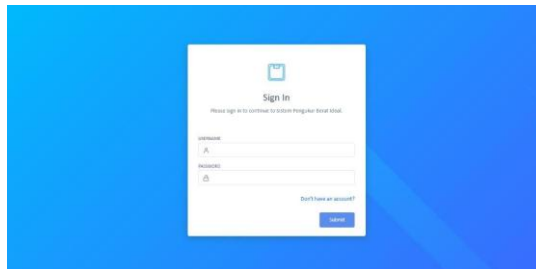 Sign In
Please sign in to continue to Sistem Pengukur Berat Ideal.
USERNAME
PASSWORD
Don't have an account?
Submit